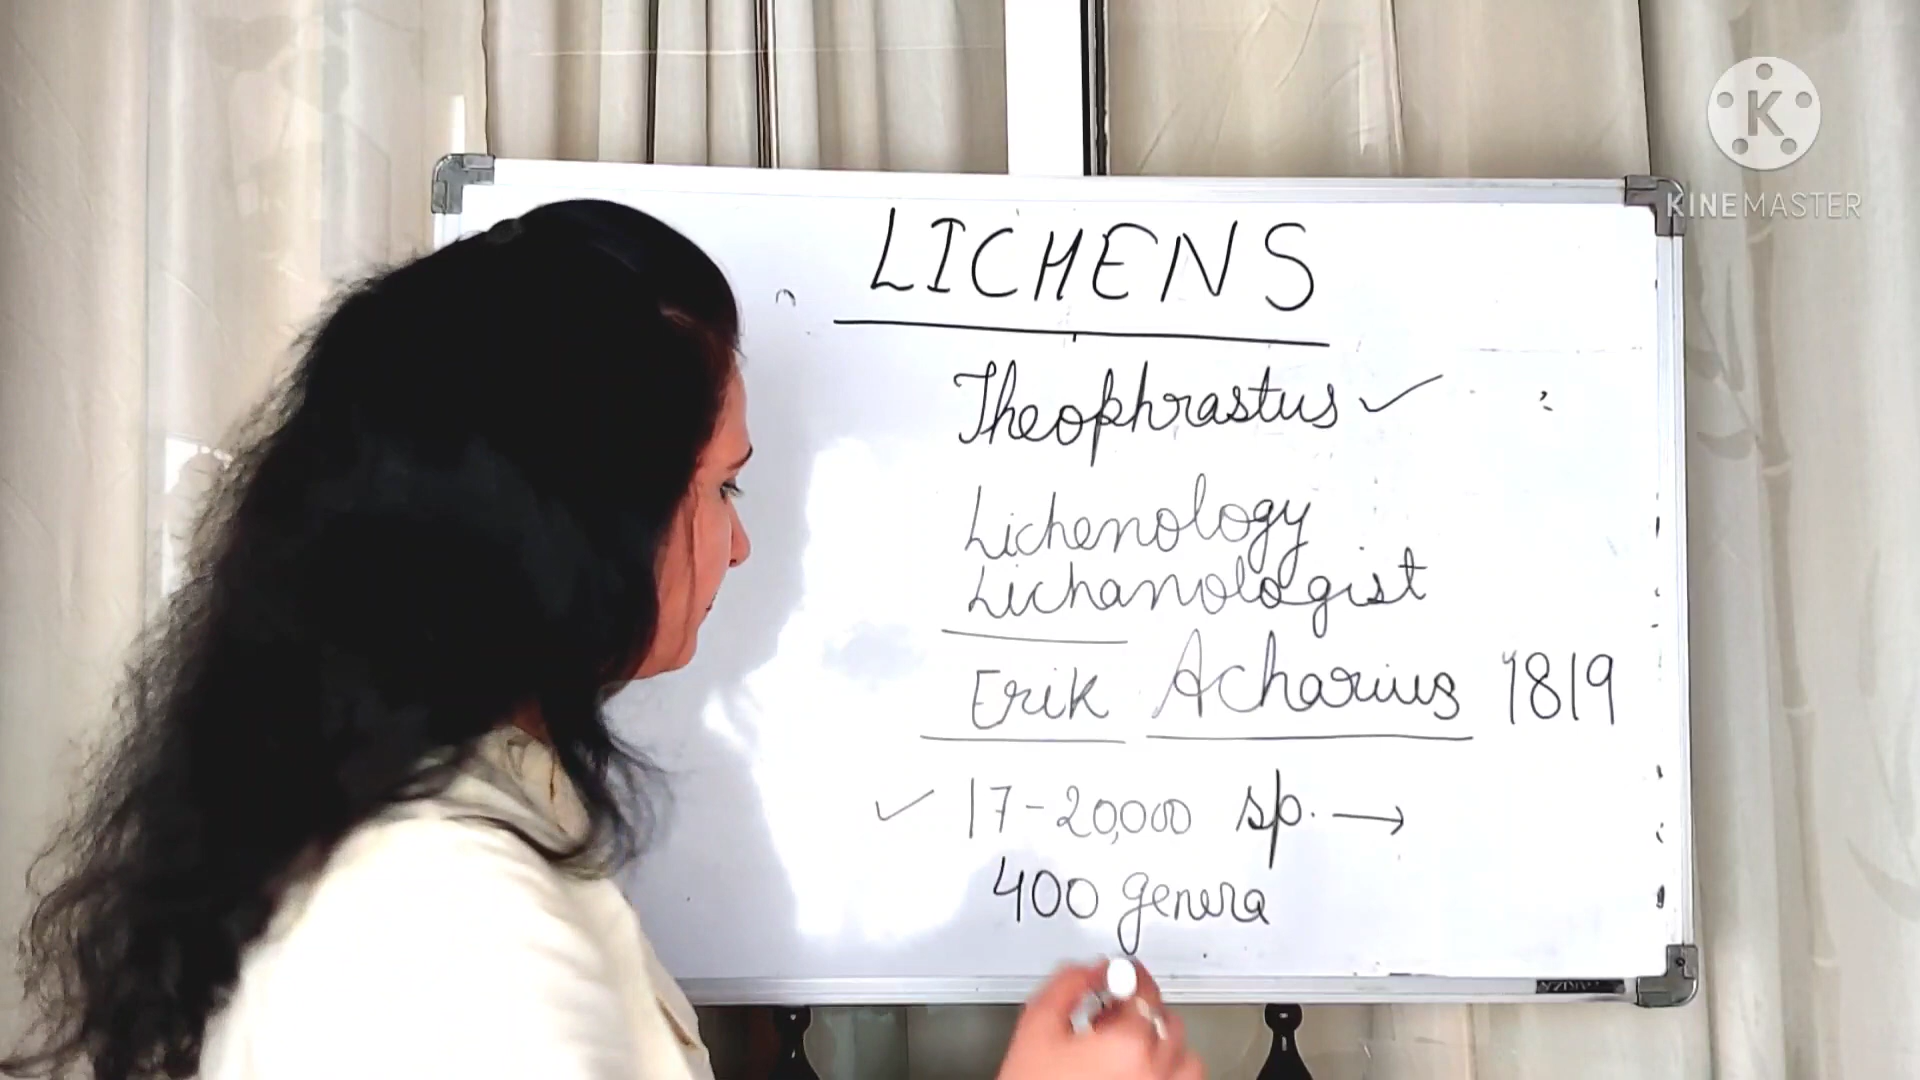 K
KINEMASTER
LICHENS
Theophrastus ✓
Lichenology
Lichanologist
Erik Acharius 1819
✓ 17-20,000 sp. →
400 genera